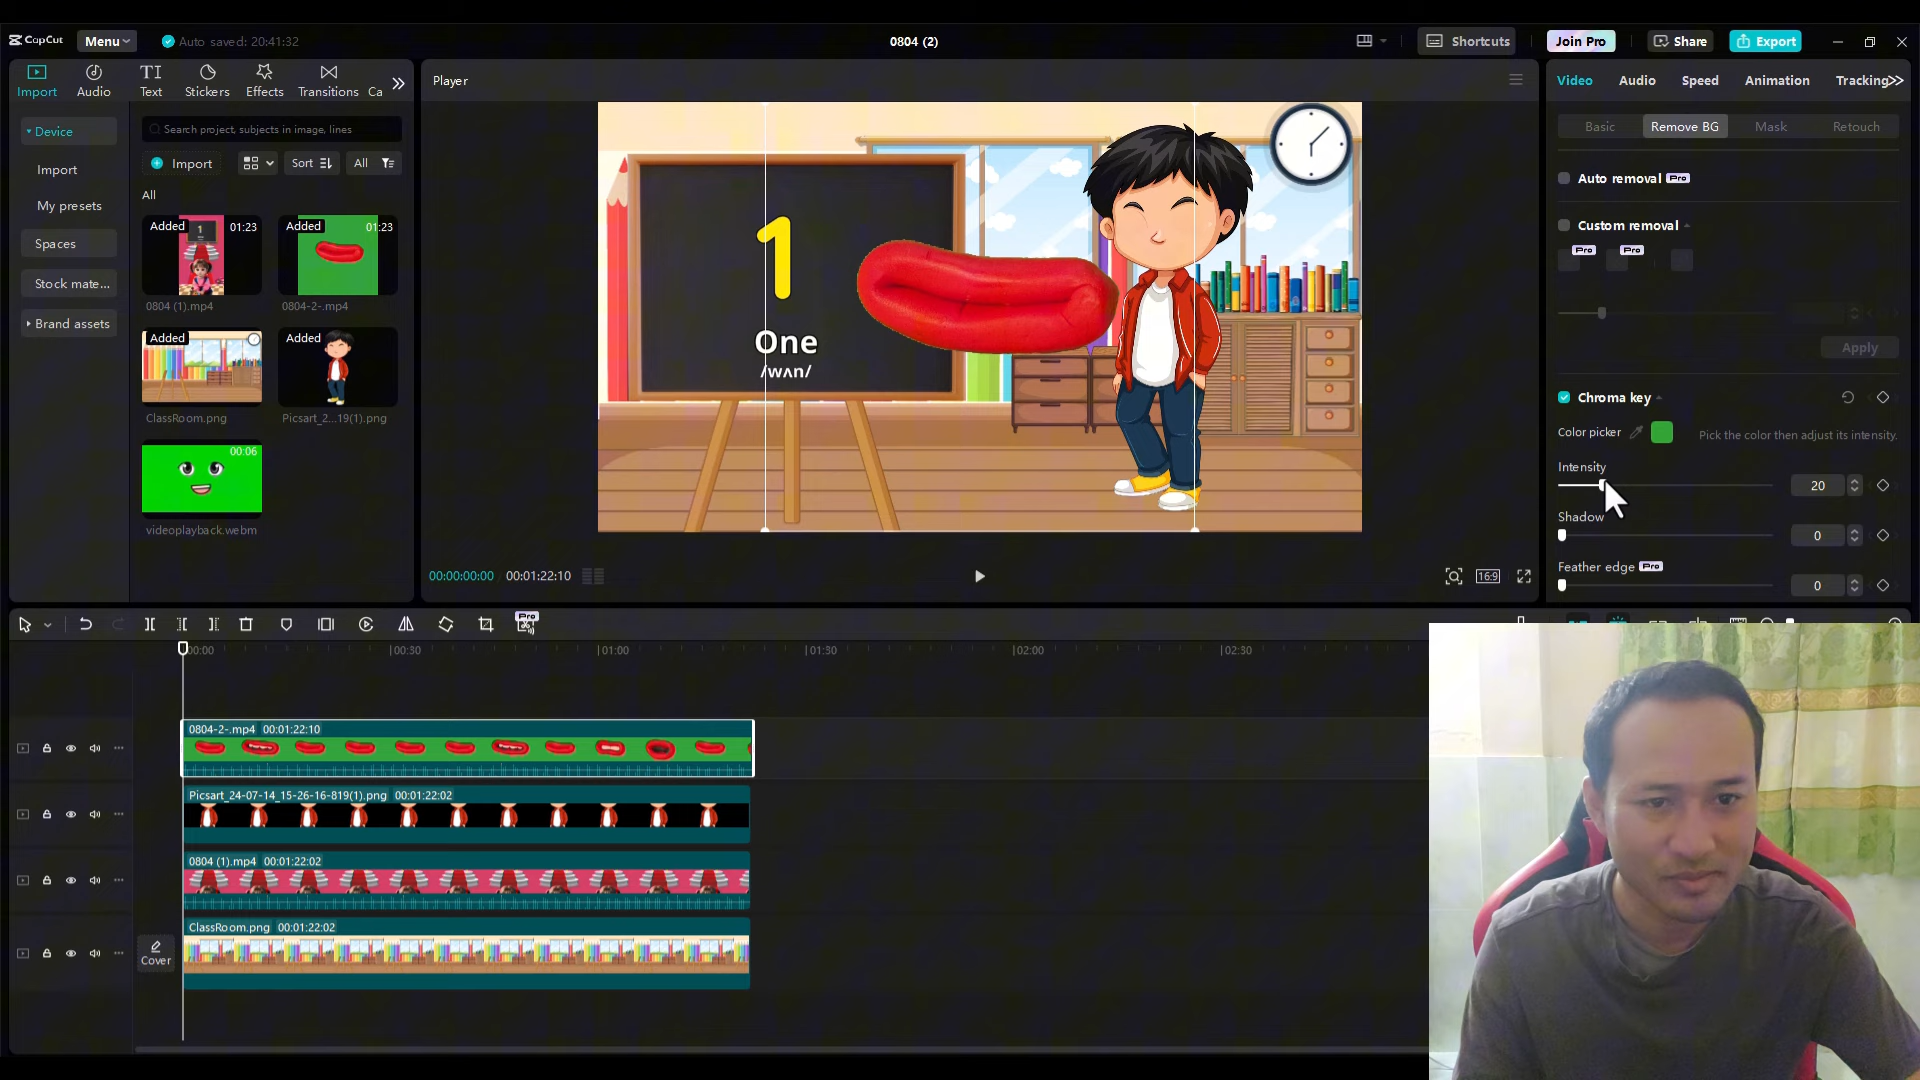 CapCut
Menu
Auto saved: 20:41:32
0804 (2)
Shortcuts
Join Pro
Share
Export
Import
Audio
Text
Stickers
Effects
Transitions
Ca
Player
Video
Audio
Speed
Animation
Tracking
Device
Import
My presets
Spaces
Stock mate...
Brand assets
Search project, subjects in image, lines
Import
Sort
All
All
Added
01:23
0804 (1).mp4
Added
01:23
0804-2-.mp4
Added
ClassRoom.png
Added
Picsart_2...19(1).png
00:06
videoplayback.webm
1
One
/wʌn/
00:00:00:00
00:01:22:10
16:9
Basic
Remove BG
Mask
Retouch
Auto removal
Pro
Custom removal
Pro
Pro
Apply
Chroma key
Color picker
Pick the color then adjust its intensity.
Intensity
20
Shadow
0
Feather edge
Pro
0
Pro
00:00
00:30
01:00
01:30
02:00
02:30
0804-2-.mp4 00:01:22:10
Picsart_24-07-14_15-26-16-819(1).png 00:01:22:02
0804 (1).mp4 00:01:22:02
ClassRoom.png 00:01:22:02
Cover